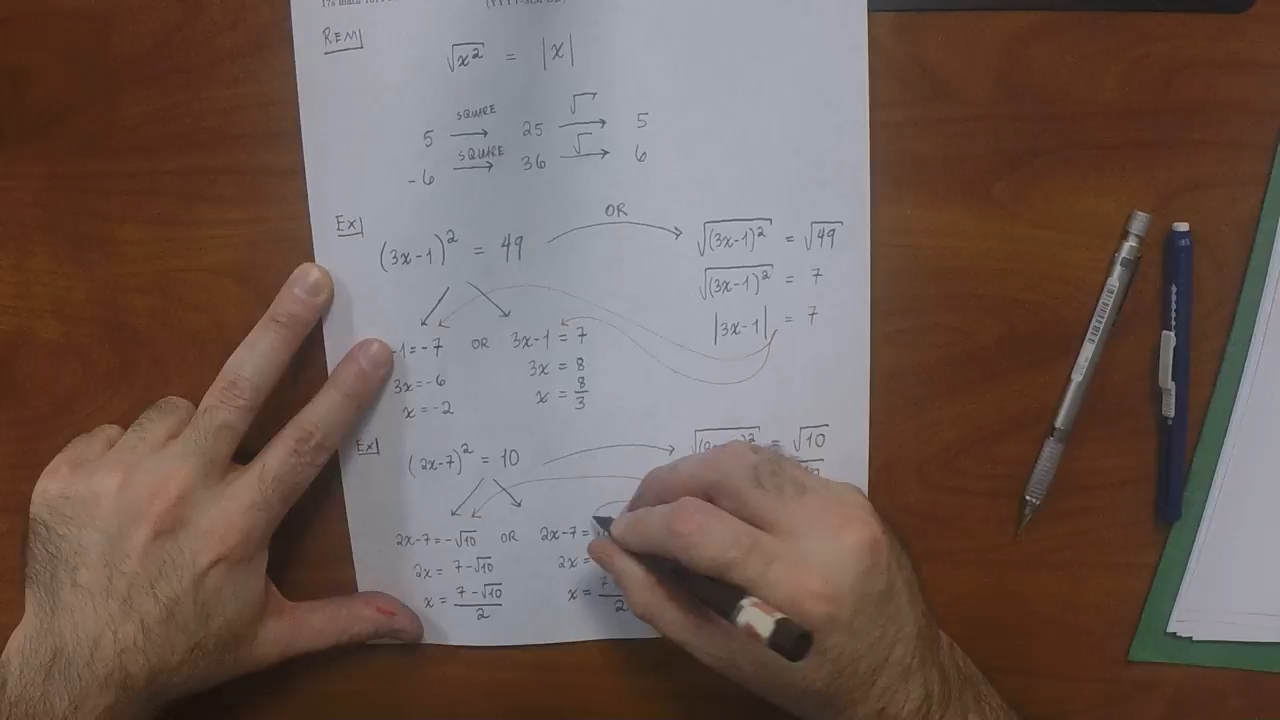 REM
√x² = |x|
5 SQUARE → 25 √ → 5
-6 SQUARE → 36 √ → 6
Ex
(3x-1)² = 49 OR √(3x-1)² = √49
√(3x-1)² = 7
|3x-1| = 7
-1 = -7 OR 3x-1 = 7
3x = -6 3x = 8
x = -2 x = 8/3
Ex
(2x-7)² = 10 = √10
2x-7 = -√10 OR 2x-7 =
2x = 7-√10 2x =
x = (7-√10)/2 x = 7 2